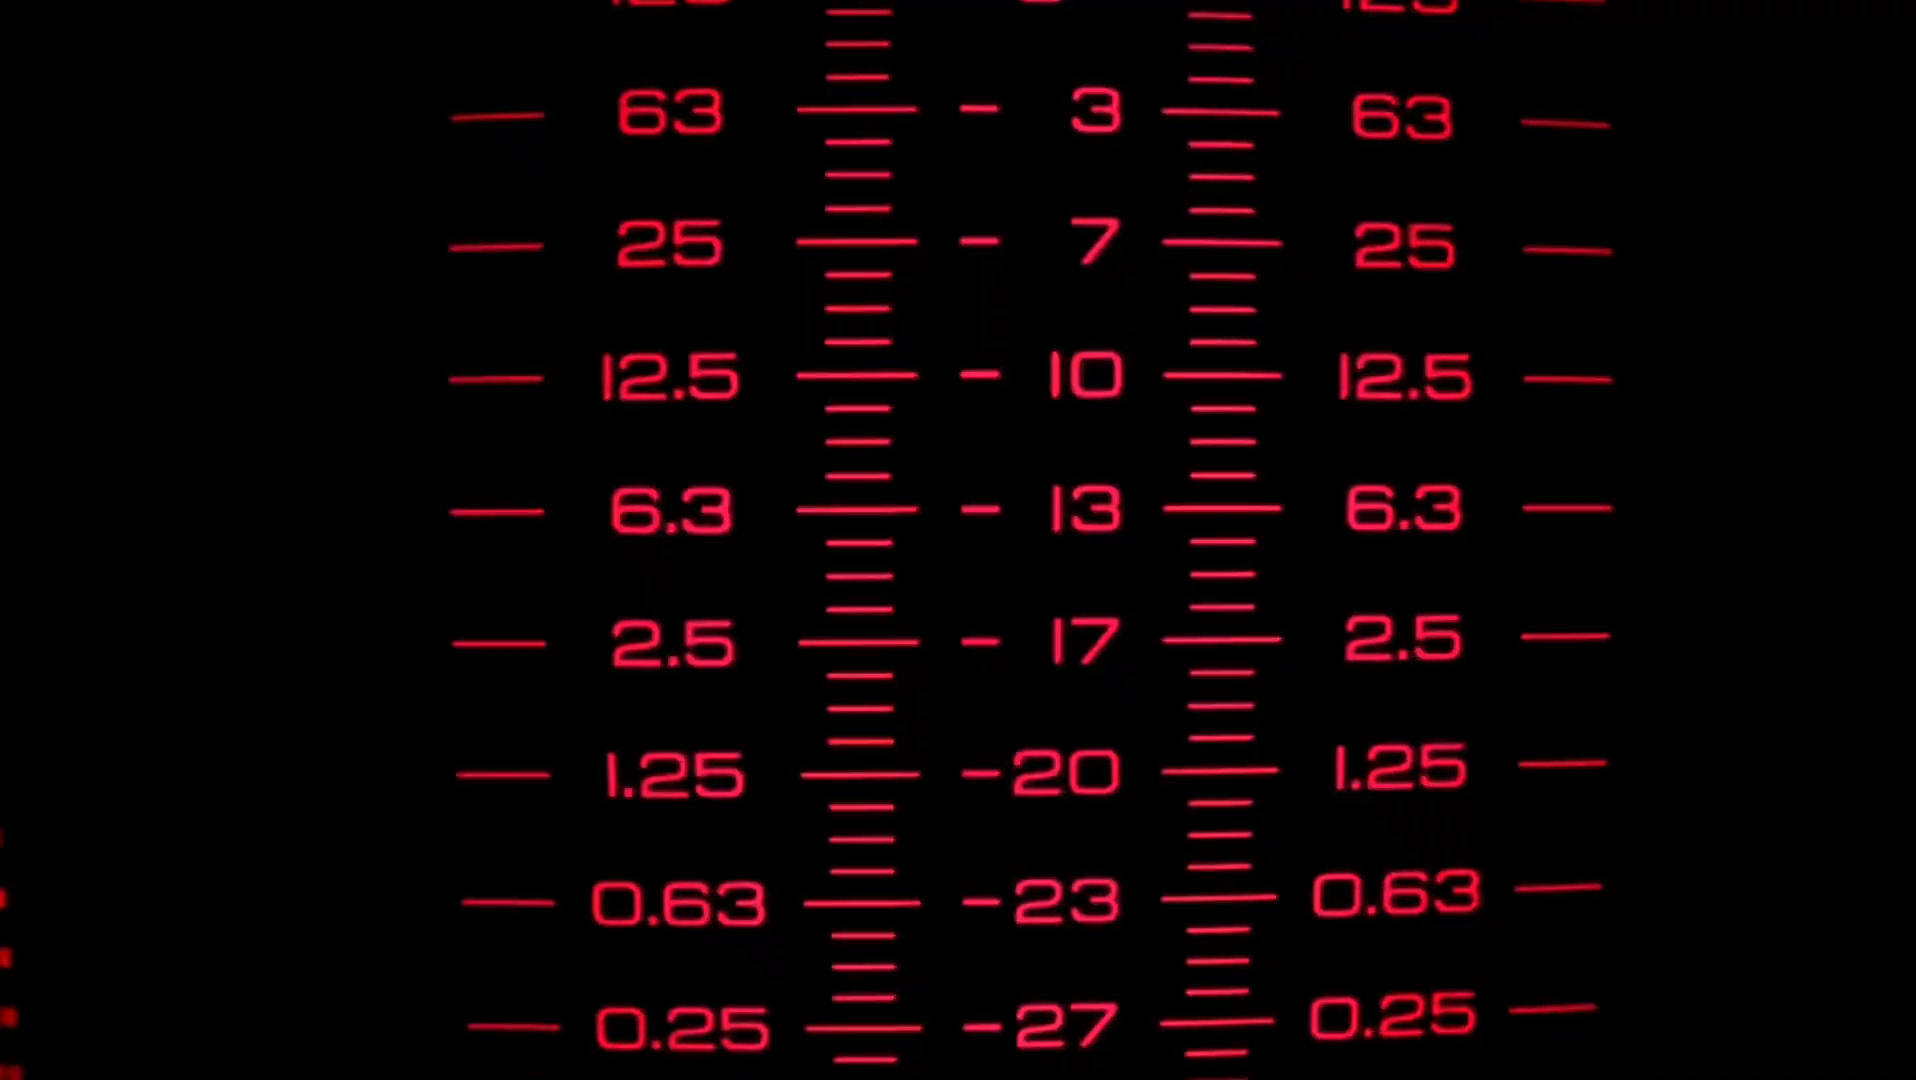 63 - 3 63
25 - 7 25
12.5 - 10 12.5
6.3 - 13 6.3
2.5 - 17 2.5
1.25 -20 1.25
0.63 -23 0.63
0.25 -27 0.25